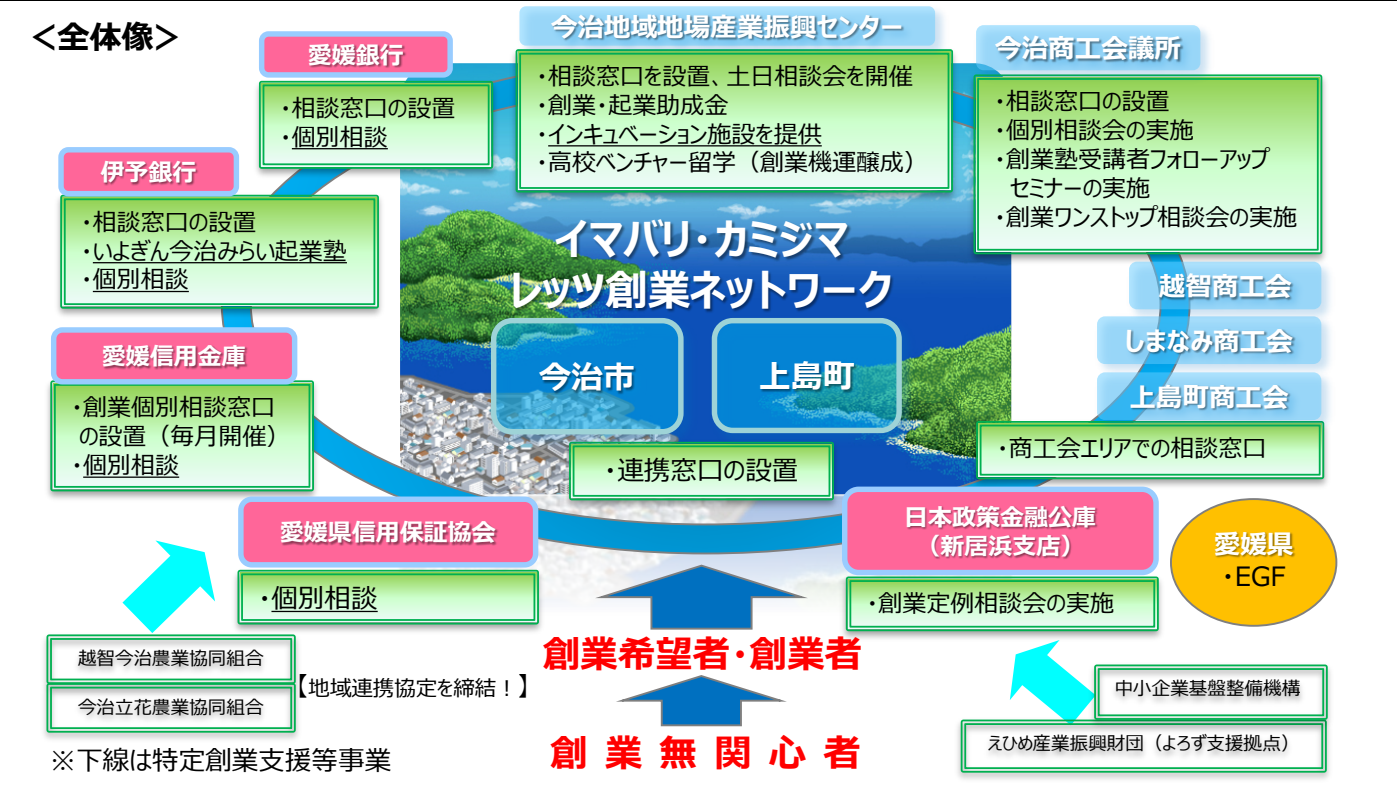 ＜全体像＞
愛媛銀行
・相談窓口の設置
・個別相談
今治地域地場産業振興センター
・相談窓口を設置、土日相談会を開催
・創業・起業助成金
・インキュベーション施設を提供
・高校ベンチャー留学（創業機運醸成）
今治商工会議所
・相談窓口の設置
・個別相談会の実施
・創業塾受講者フォローアップ
セミナーの実施
・創業ワンストップ相談会の実施
伊予銀行
・相談窓口の設置
・いよぎん今治みらい起業塾
・個別相談
イマバリ・カミジマ
レッツ創業ネットワーク
今治市
上島町
・連携窓口の設置
越智商工会
しまなみ商工会
上島町商工会
・商工会エリアでの相談窓口
愛媛信用金庫
・創業個別相談窓口
の設置（毎月開催）
・個別相談
愛媛県信用保証協会
・個別相談
日本政策金融公庫
（新居浜支店）
・創業定例相談会の実施
愛媛県
・EGF
越智今治農業協同組合
今治立花農業協同組合
【地域連携協定を締結！】
創業希望者・創業者
創業無関心者
中小企業基盤整備機構
えひめ産業振興財団（よろず支援拠点）
※下線は特定創業支援等事業